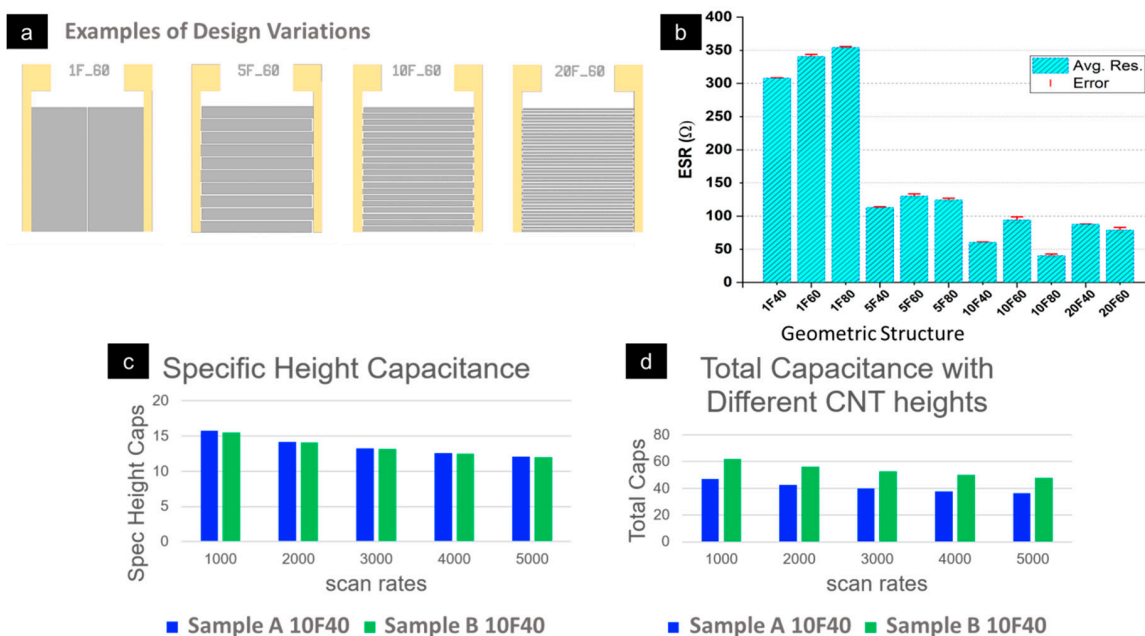 a
Examples of Design Variations
1F_60
5F_60
10F_60
20F_60
b
400
350
300
250
200
150
100
50
0
ESR (Ω)
Avg. Res.
Error
1F40
1F60
1F80
5F40
5F60
5F80
10F40
10F60
10F80
20F40
20F60
Geometric Structure
c
Specific Height Capacitance
20
15
10
5
0
Spec Height Caps
1000
2000
3000
4000
5000
scan rates
Sample A 10F40
Sample B 10F40
d
Total Capacitance with
Different CNT heights
80
60
40
20
0
Total Caps
1000
2000
3000
4000
5000
scan rates
Sample A 10F40
Sample B 10F40